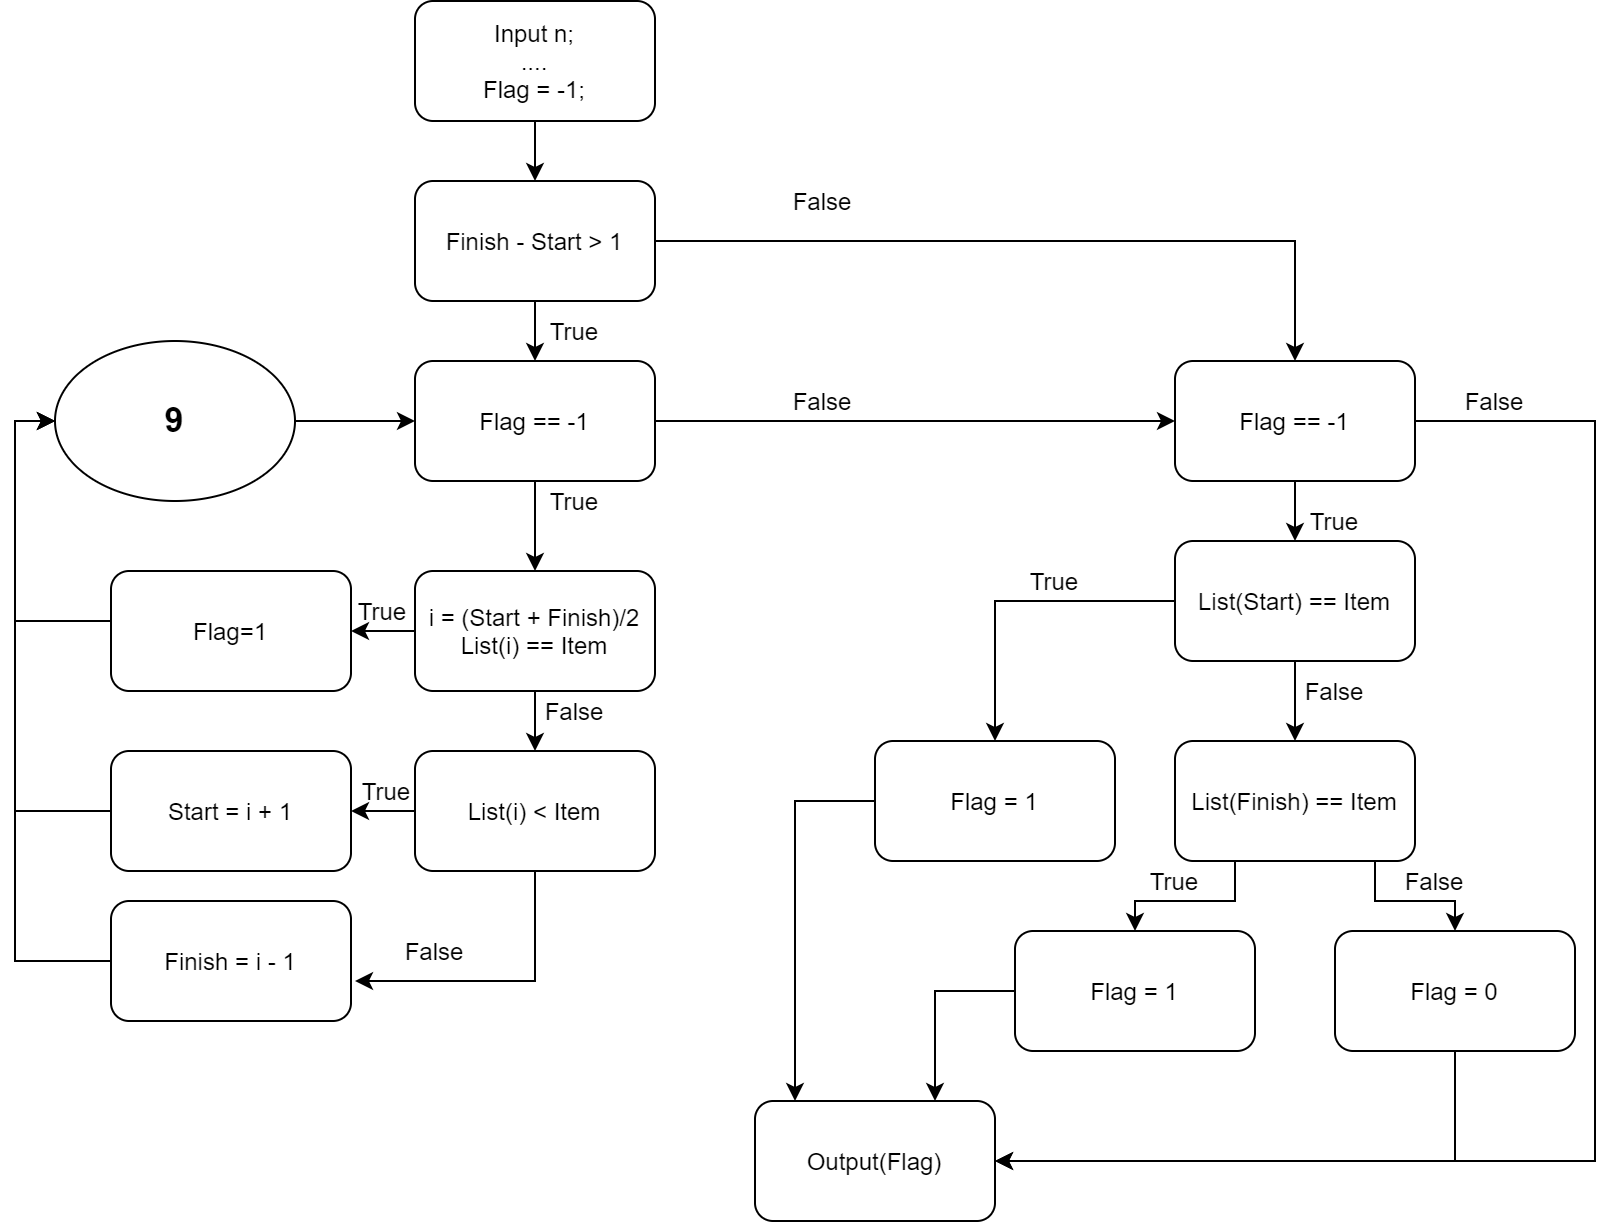 Input n;
....
Flag = -1;
False
Finish - Start > 1
True
9
Flag == -1
False
Flag == -1
False
True
True
True
List(Start) == Item
True
Flag=1
i = (Start + Finish)/2
List(i) == Item
False
False
True
Start = i + 1
List(i) < Item
Flag = 1
List(Finish) == Item
True
False
False
Finish = i - 1
Flag = 1
Flag = 0
Output(Flag)